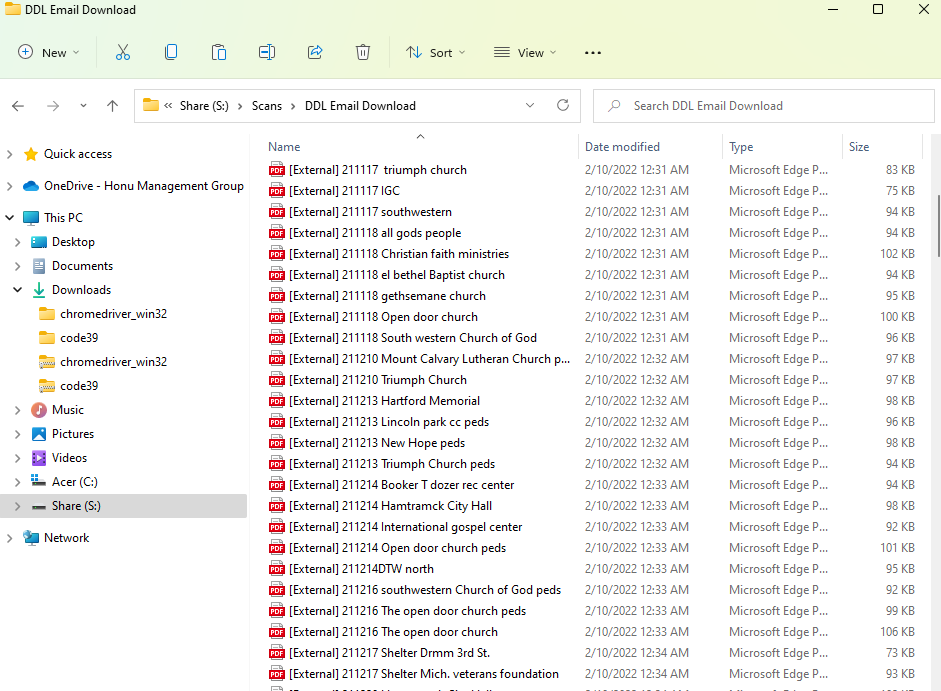 DDL Email Download
New
Sort
View
« Share (S:) › Scans › DDL Email Download
Search DDL Email Download
Quick access
OneDrive - Honu Management Group
This PC
Desktop
Documents
Downloads
chromedriver_win32
code39
chromedriver_win32
code39
Music
Pictures
Videos
Acer (C:)
Share (S:)
Network
Name Date modified Type Size
[External] 211117  triumph church 2/10/2022 12:31 AM Microsoft Edge P... 83 KB
[External] 211117 IGC 2/10/2022 12:31 AM Microsoft Edge P... 75 KB
[External] 211117 southwestern 2/10/2022 12:31 AM Microsoft Edge P... 94 KB
[External] 211118 all gods people 2/10/2022 12:31 AM Microsoft Edge P... 94 KB
[External] 211118 Christian faith ministries 2/10/2022 12:31 AM Microsoft Edge P... 102 KB
[External] 211118 el bethel Baptist church 2/10/2022 12:31 AM Microsoft Edge P... 94 KB
[External] 211118 gethsemane church 2/10/2022 12:31 AM Microsoft Edge P... 95 KB
[External] 211118 Open door church 2/10/2022 12:31 AM Microsoft Edge P... 100 KB
[External] 211118 South western Church of God 2/10/2022 12:31 AM Microsoft Edge P... 96 KB
[External] 211210 Mount Calvary Lutheran Church p... 2/10/2022 12:32 AM Microsoft Edge P... 97 KB
[External] 211210 Triumph Church 2/10/2022 12:32 AM Microsoft Edge P... 97 KB
[External] 211213 Hartford Memorial 2/10/2022 12:32 AM Microsoft Edge P... 98 KB
[External] 211213 Lincoln park cc peds 2/10/2022 12:32 AM Microsoft Edge P... 96 KB
[External] 211213 New Hope peds 2/10/2022 12:32 AM Microsoft Edge P... 98 KB
[External] 211213 Triumph Church peds 2/10/2022 12:32 AM Microsoft Edge P... 94 KB
[External] 211214 Booker T dozer rec center 2/10/2022 12:33 AM Microsoft Edge P... 94 KB
[External] 211214 Hamtramck City Hall 2/10/2022 12:33 AM Microsoft Edge P... 98 KB
[External] 211214 International gospel center 2/10/2022 12:33 AM Microsoft Edge P... 92 KB
[External] 211214 Open door church peds 2/10/2022 12:33 AM Microsoft Edge P... 101 KB
[External] 211214DTW north 2/10/2022 12:33 AM Microsoft Edge P... 95 KB
[External] 211216 southwestern Church of God peds 2/10/2022 12:33 AM Microsoft Edge P... 92 KB
[External] 211216 The open door church peds 2/10/2022 12:33 AM Microsoft Edge P... 99 KB
[External] 211216 The open door church 2/10/2022 12:33 AM Microsoft Edge P... 106 KB
[External] 211217 Shelter Drmm 3rd St. 2/10/2022 12:34 AM Microsoft Edge P... 73 KB
[External] 211217 Shelter Mich. veterans foundation 2/10/2022 12:34 AM Microsoft Edge P... 93 KB